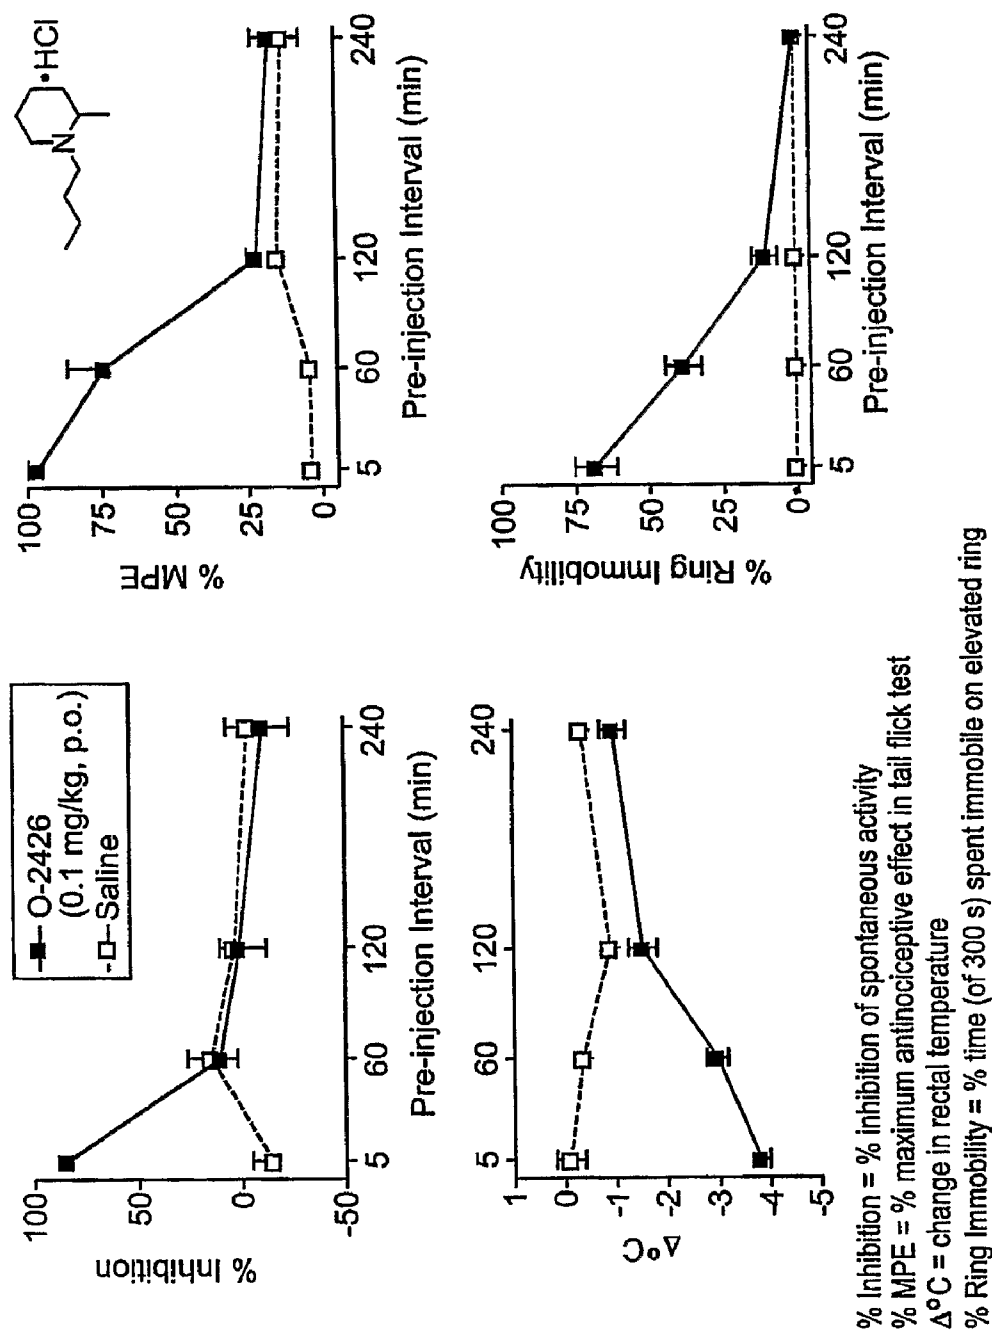 O-2426
(0.1 mg/kg, p.o.)
Saline
% Inhibition
100
50
0
-50
5
60
120
240
Pre-injection Interval (min)
N
•HCl
% MPE
100
75
50
25
0
5
60
120
240
Pre-injection Interval (min)
Δ°C
1
0
-1
-2
-3
-4
-5
5
60
120
240
% Ring Immobility
100
75
50
25
0
5
60
120
240
Pre-injection Interval (min)
% Inhibition = % inhibition of spontaneous activity
% MPE = % maximum antinociceptive effect in tail flick test
Δ°C = change in rectal temperature
% Ring Immobility = % time (of 300 s) spent immobile on elevated ring